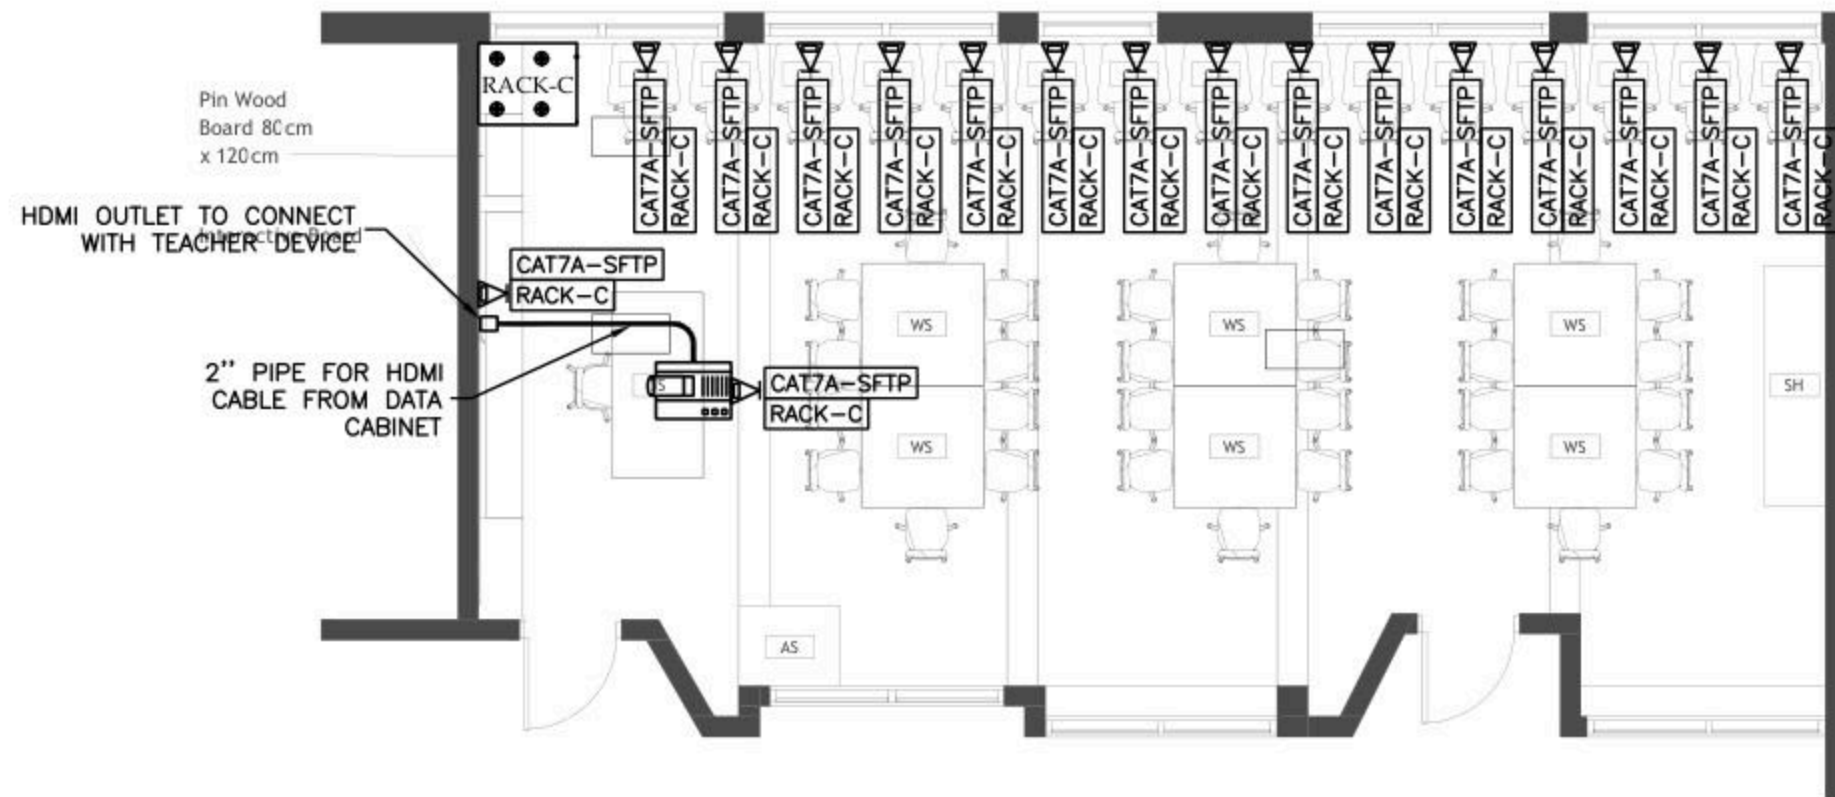 RACK-C
Pin Wood
Board 80cm
x 120cm
CAT7A-SFTP
RACK-C
CAT7A-SFTP
RACK-C
CAT7A-SFTP
RACK-C
CAT7A-SFTP
RACK-C
CAT7A-SFTP
RACK-C
CAT7A-SFTP
RACK-C
CAT7A-SFTP
RACK-C
CAT7A-SFTP
RACK-C
CAT7A-SFTP
RACK-C
CAT7A-SFTP
RACK-C
CAT7A-SFTP
RACK-C
CAT7A-SFTP
RACK-C
CAT7A-SFTP
RACK-C
CAT7A-SFTP
RACK-C
CAT7A-SFTP
RACK-C
HDMI OUTLET TO CONNECT
WITH TEACHER DEVICE
Interactive Board
CAT7A-SFTP
RACK-C
WS
WS
WS
2'' PIPE FOR HDMI
CABLE FROM DATA
CABINET
CAT7A-SFTP
RACK-C
SH
WS
WS
WS
AS